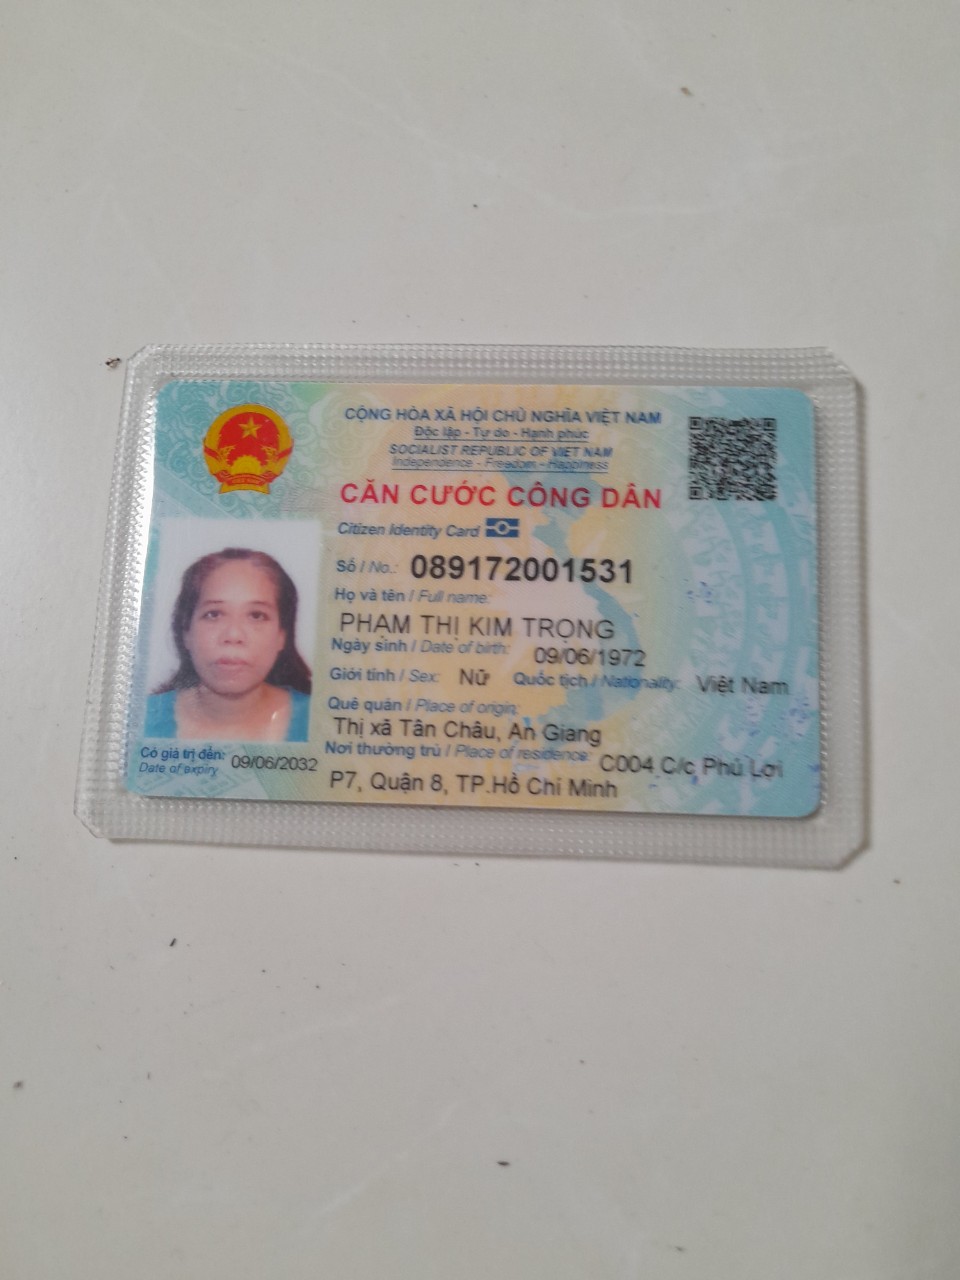 CỘNG HÒA XÃ HỘI CHỦ NGHĨA VIỆT NAM
Độc lập - Tự do - Hạnh phúc
SOCIALIST REPUBLIC OF VIET NAM
Independence - Freedom - Happiness
CĂN CƯỚC CÔNG DÂN
Citizen Identity Card
Số / No.: 089172001531
Họ và tên / Full name:
PHẠM THỊ KIM TRỌNG
Ngày sinh / Date of birth: 09/06/1972
Giới tính / Sex: Nữ Quốc tịch / Nationality: Việt Nam
Quê quán / Place of origin:
Thị xã Tân Châu, An Giang
Nơi thường trú / Place of residence: C004 C/c Phú Lợi
P7, Quận 8, TP.Hồ Chí Minh
Có giá trị đến: 09/06/2032
Date of expiry